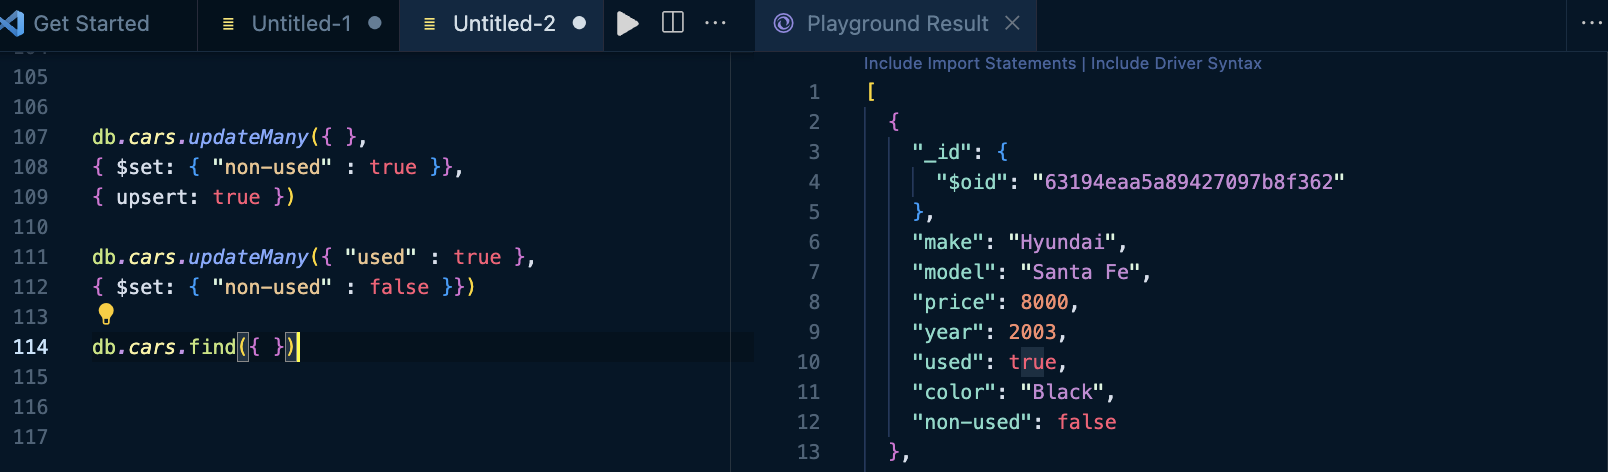 Get Started
Untitled-1
Untitled-2
Playground Result
105
106
107 db.cars.updateMany({ },
108 { $set: { "non-used" : true }},
109 { upsert: true })
110
111 db.cars.updateMany({ "used" : true },
112 { $set: { "non-used" : false }})
113
114 db.cars.find({ })
115
116
117
Include Import Statements | Include Driver Syntax
1 [
2 {
3 "_id": {
4 "$oid": "63194eaa5a89427097b8f362"
5 },
6 "make": "Hyundai",
7 "model": "Santa Fe",
8 "price": 8000,
9 "year": 2003,
10 "used": true,
11 "color": "Black",
12 "non-used": false
13 },